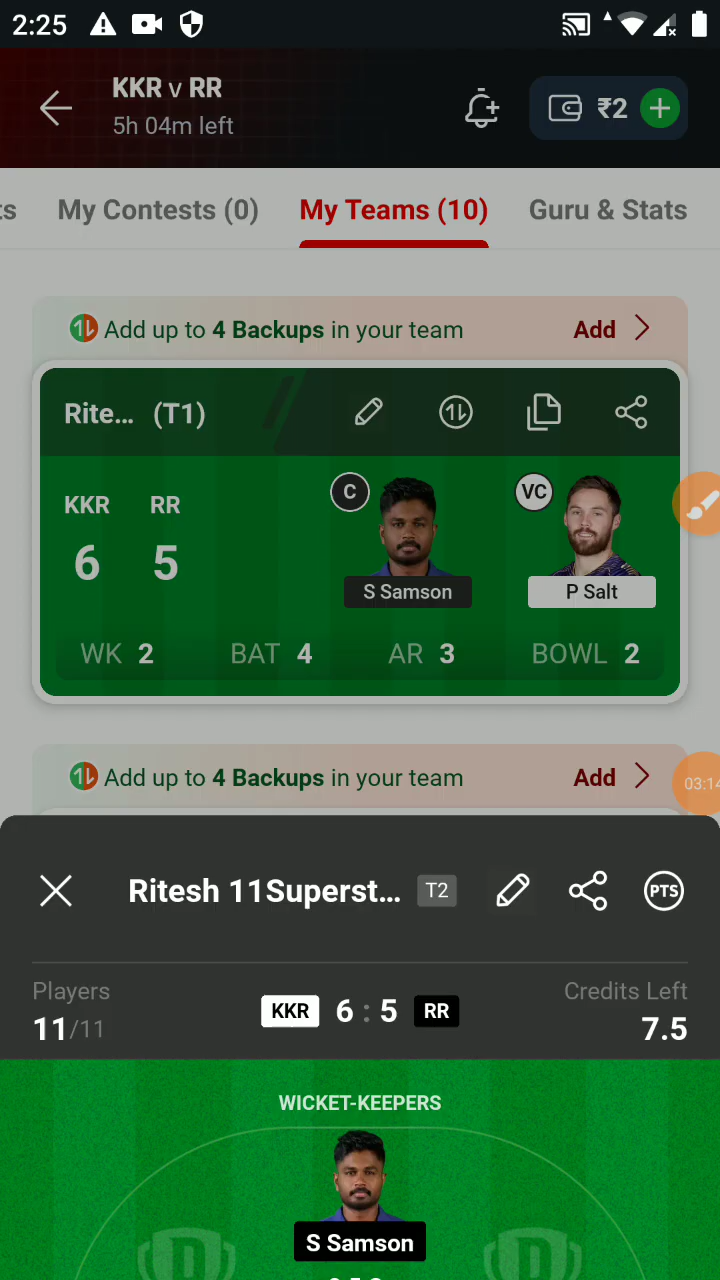 2:25
KKR v RR
5h 04m left
₹2
ts
My Contests (0)
My Teams (10)
Guru & Stats
Add up to 4 Backups in your team
Add
Rite... (T1)
KKR
RR
C
VC
6
5
S Samson
P Salt
WK 2
BAT 4
AR 3
BOWL 2
Add up to 4 Backups in your team
Add
03:14
Ritesh 11Superst...
T2
PTS
Players
Credits Left
11/11
KKR 6 : 5 RR
7.5
WICKET-KEEPERS
S Samson